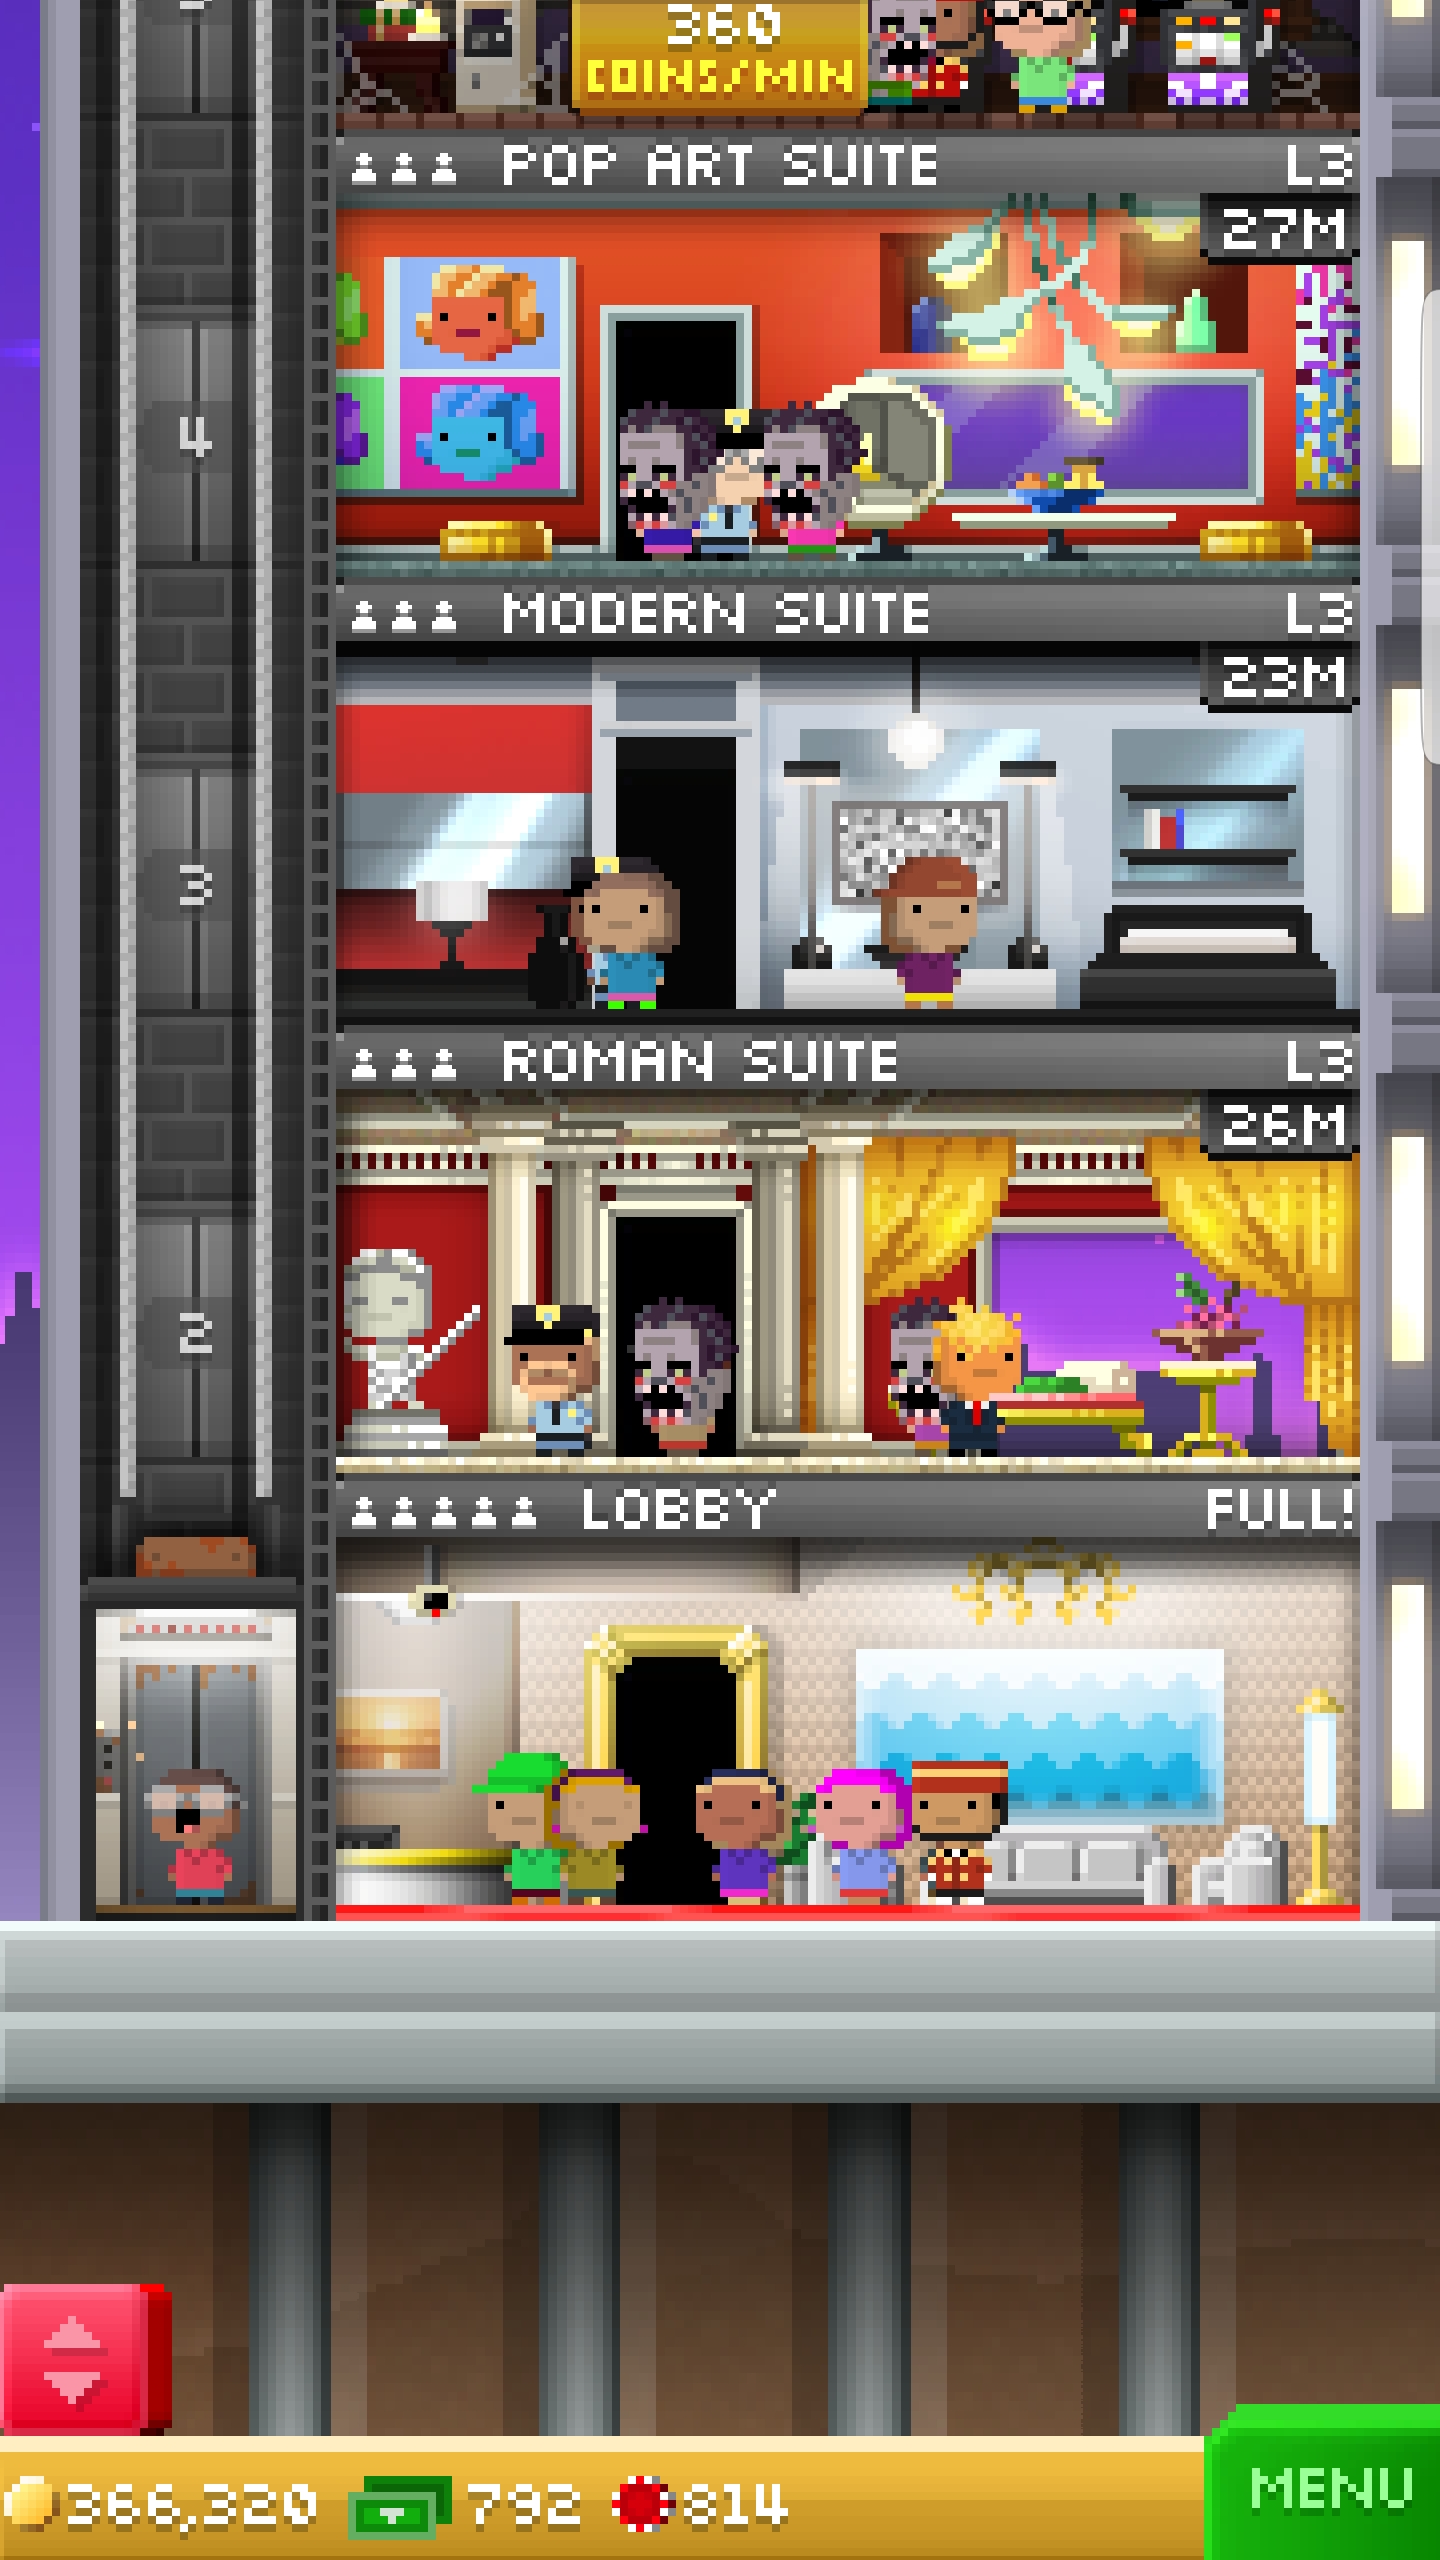 360
COINS/MIN
POP ART SUITE L3
27M
4
MODERN SUITE L3
23M
3
ROMAN SUITE L3
26M
2
LOBBY FULL!
366,320 792 814
MENU